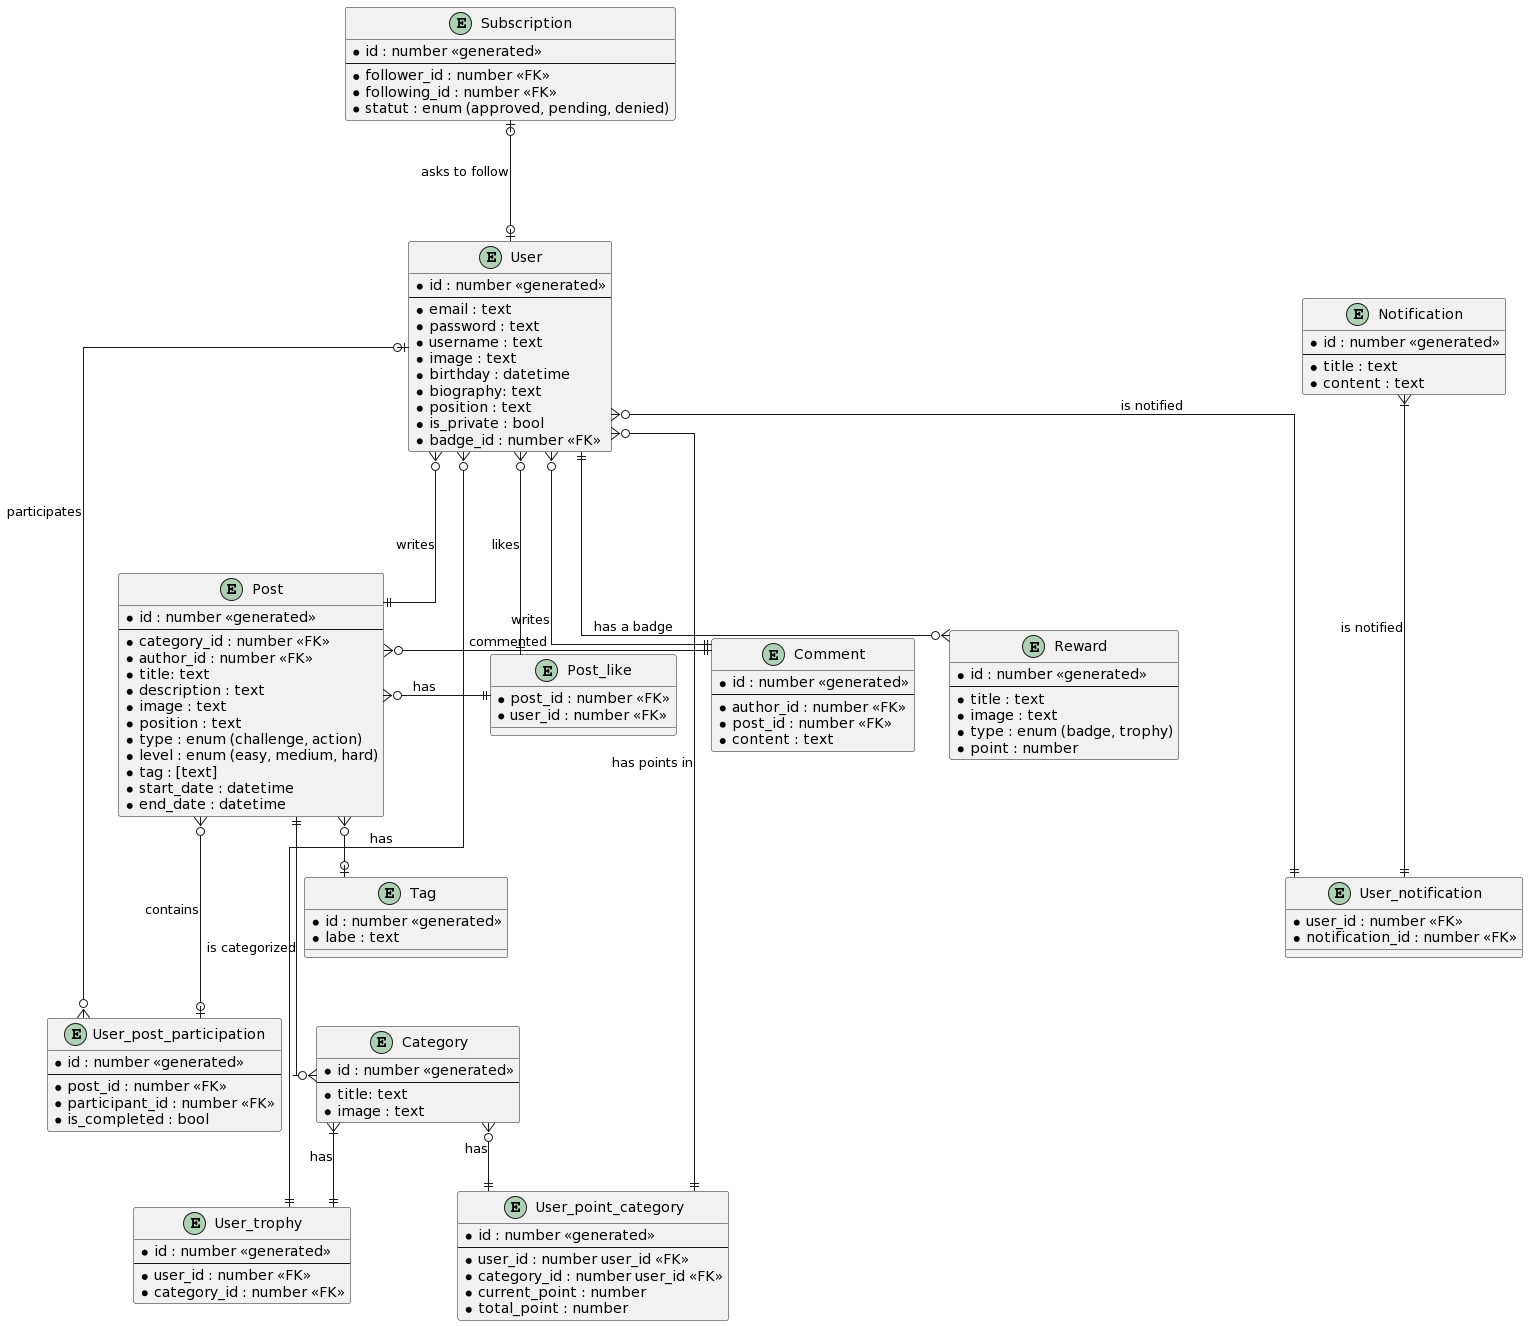 E Subscription
id : number «generated»
follower_id : number «FK»
following_id : number «FK»
statut : enum (approved, pending, denied)
asks to follow
E User
id : number «generated»
email : text
password : text
username : text
image : text
birthday : datetime
biography: text
position : text
is_private : bool
badge_id : number «FK»
E Notification
id : number «generated»
title : text
content : text
is notified
participates
writes
likes
writes
has a badge
commented
has
is notified
E Post
id : number «generated»
category_id : number «FK»
author_id : number «FK»
title: text
description : text
image : text
position : text
type : enum (challenge, action)
level : enum (easy, medium, hard)
tag : [text]
start_date : datetime
end_date : datetime
E Post_like
post_id : number «FK»
user_id : number «FK»
E Comment
id : number «generated»
author_id : number «FK»
post_id : number «FK»
content : text
E Reward
id : number «generated»
title : text
image : text
type : enum (badge, trophy)
point : number
has points in
has
contains
is categorized
E Tag
id : number «generated»
labe : text
E User_notification
user_id : number «FK»
notification_id : number «FK»
E User_post_participation
id : number «generated»
post_id : number «FK»
participant_id : number «FK»
is_completed : bool
E Category
id : number «generated»
title: text
image : text
has
has
E User_trophy
id : number «generated»
user_id : number «FK»
category_id : number «FK»
E User_point_category
id : number «generated»
user_id : number user_id «FK»
category_id : number user_id «FK»
current_point : number
total_point : number